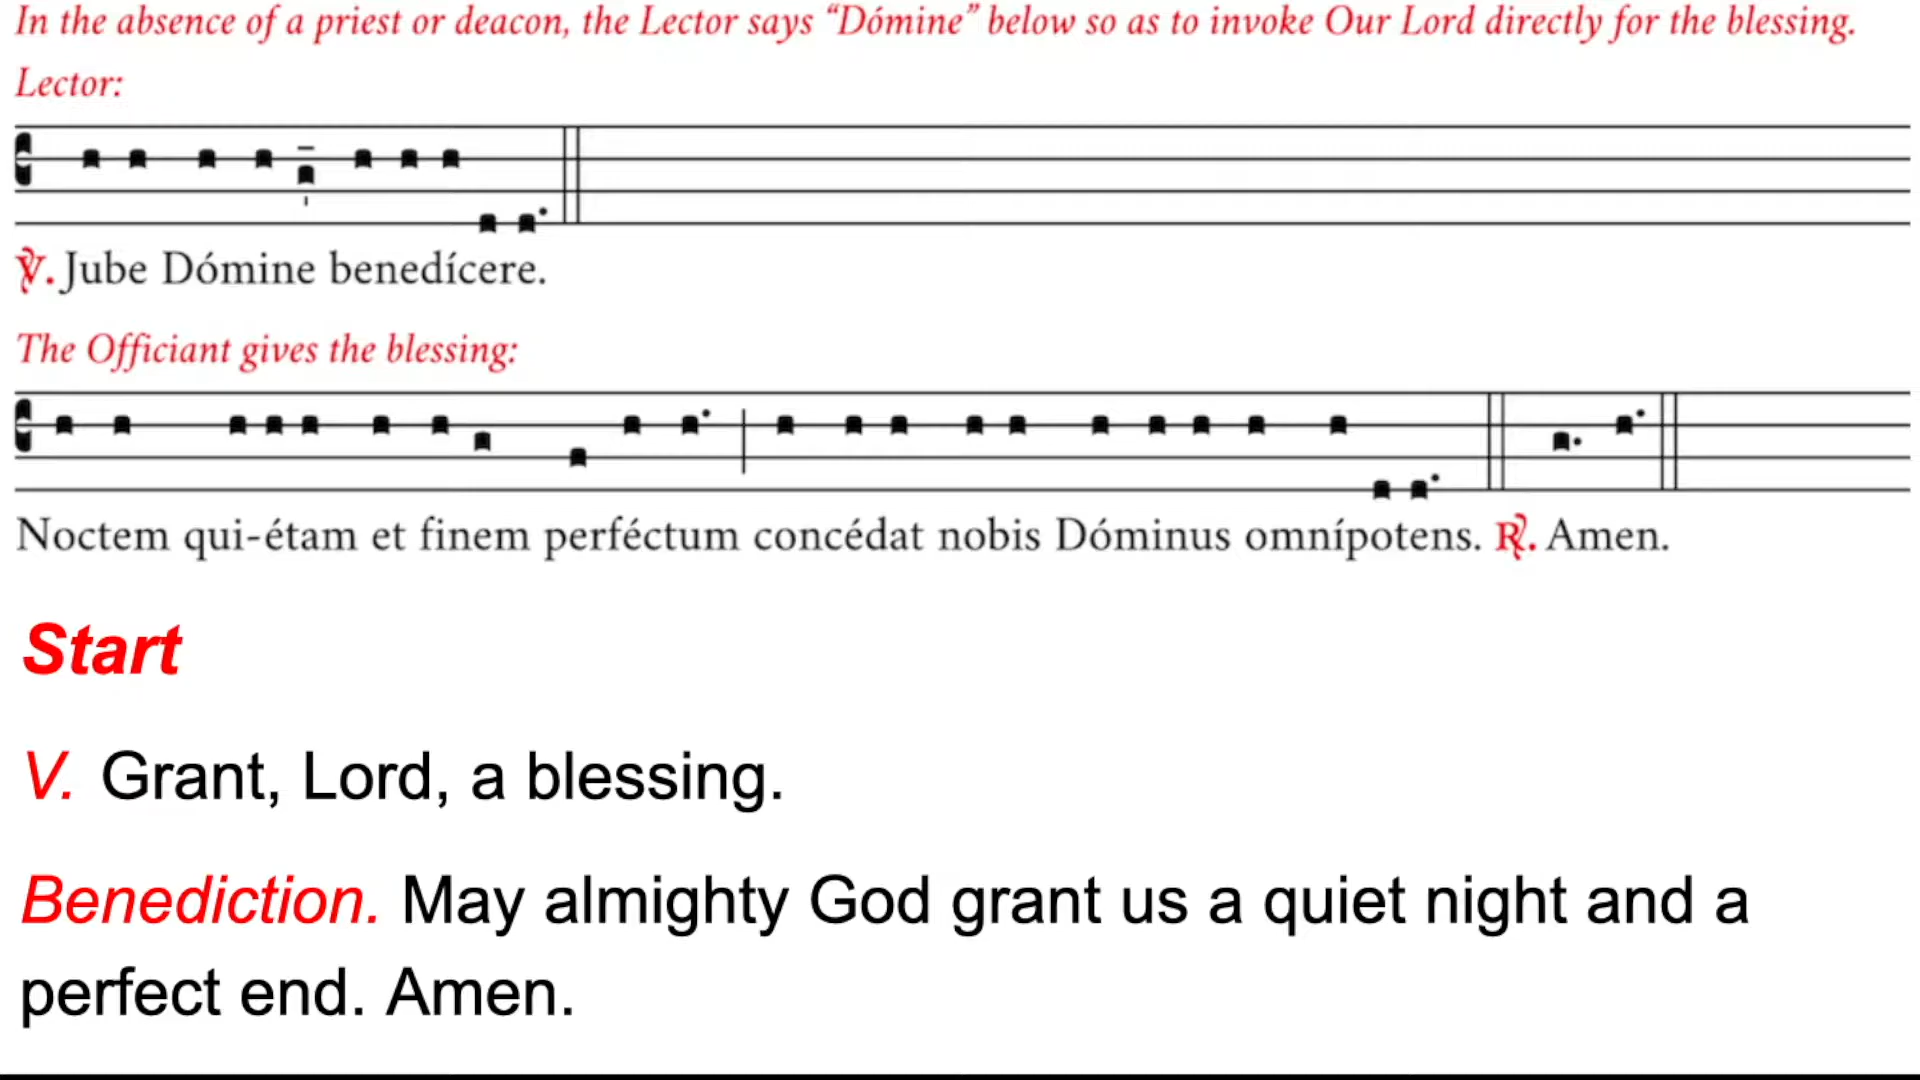 In the absence of a priest or deacon, the Lector says “Dómine” below so as to invoke Our Lord directly for the blessing.
Lector:
℣. Jube Dómine benedícere.
The Officiant gives the blessing:
Noctem qui-étam et finem perféctum concédat nobis Dóminus omnípotens. ℟. Amen.
Start
V. Grant, Lord, a blessing.
Benediction. May almighty God grant us a quiet night and a
perfect end. Amen.